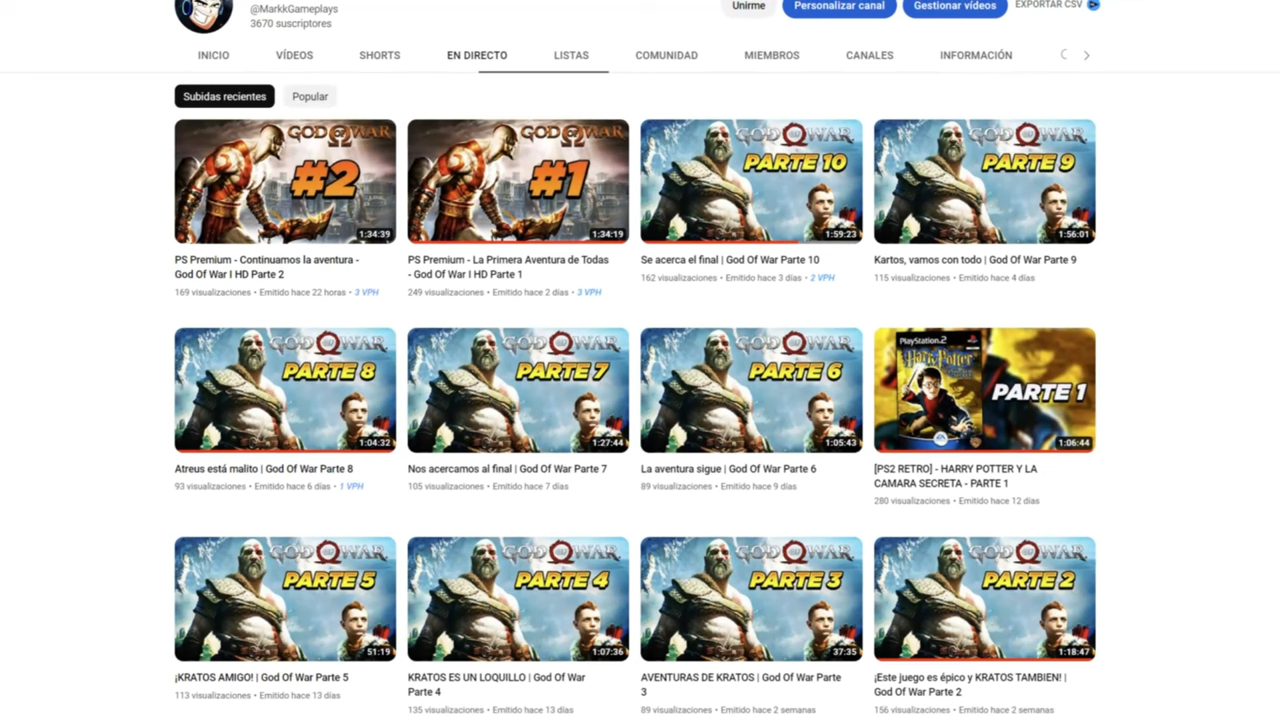 @MarkkGameplays
3670 suscriptores
Unirme
Personalizar canal
Gestionar vídeos
EXPORTAR CSV
INICIO
VÍDEOS
SHORTS
EN DIRECTO
LISTAS
COMUNIDAD
MIEMBROS
CANALES
INFORMACIÓN
Subidas recientes
Popular
GOD OF WAR
#2
1:34:39
GOD OF WAR
#1
1:34:19
GOD OF WAR
PARTE 10
1:59:23
GOD OF WAR
PARTE 9
1:56:01
PS Premium - Continuamos la aventura -
God Of War I HD Parte 2
169 visualizaciones • Emitido hace 22 horas • 3 VPH
PS Premium - La Primera Aventura de Todas
- God Of War I HD Parte 1
249 visualizaciones • Emitido hace 2 días • 3 VPH
Se acerca el final | God Of War Parte 10
162 visualizaciones • Emitido hace 3 días • 2 VPH
Kartos, vamos con todo | God Of War Parte 9
115 visualizaciones • Emitido hace 4 días
GOD OF WAR
PARTE 8
1:04:32
GOD OF WAR
PARTE 7
1:27:44
GOD OF WAR
PARTE 6
1:05:43
PlayStation.2
Harry Potter
PARTE 1
EA
1:06:44
Atreus está malito | God Of War Parte 8
93 visualizaciones • Emitido hace 6 días • 1 VPH
Nos acercamos al final | God Of War Parte 7
105 visualizaciones • Emitido hace 7 días
La aventura sigue | God Of War Parte 6
89 visualizaciones • Emitido hace 9 días
[PS2 RETRO] - HARRY POTTER Y LA
CAMARA SECRETA - PARTE 1
280 visualizaciones • Emitido hace 12 días
GOD OF WAR
PARTE 5
51:19
GOD OF WAR
PARTE 4
1:07:36
GOD OF WAR
PARTE 3
37:35
GOD OF WAR
PARTE 2
1:18:47
¡KRATOS AMIGO! | God Of War Parte 5
113 visualizaciones • Emitido hace 13 días
KRATOS ES UN LOQUILLO | God Of War
Parte 4
135 visualizaciones • Emitido hace 13 días
AVENTURAS DE KRATOS | God Of War Parte
3
89 visualizaciones • Emitido hace 2 semanas
¡Este juego es épico y KRATOS TAMBIEN! |
God Of War Parte 2
156 visualizaciones • Emitido hace 2 semanas